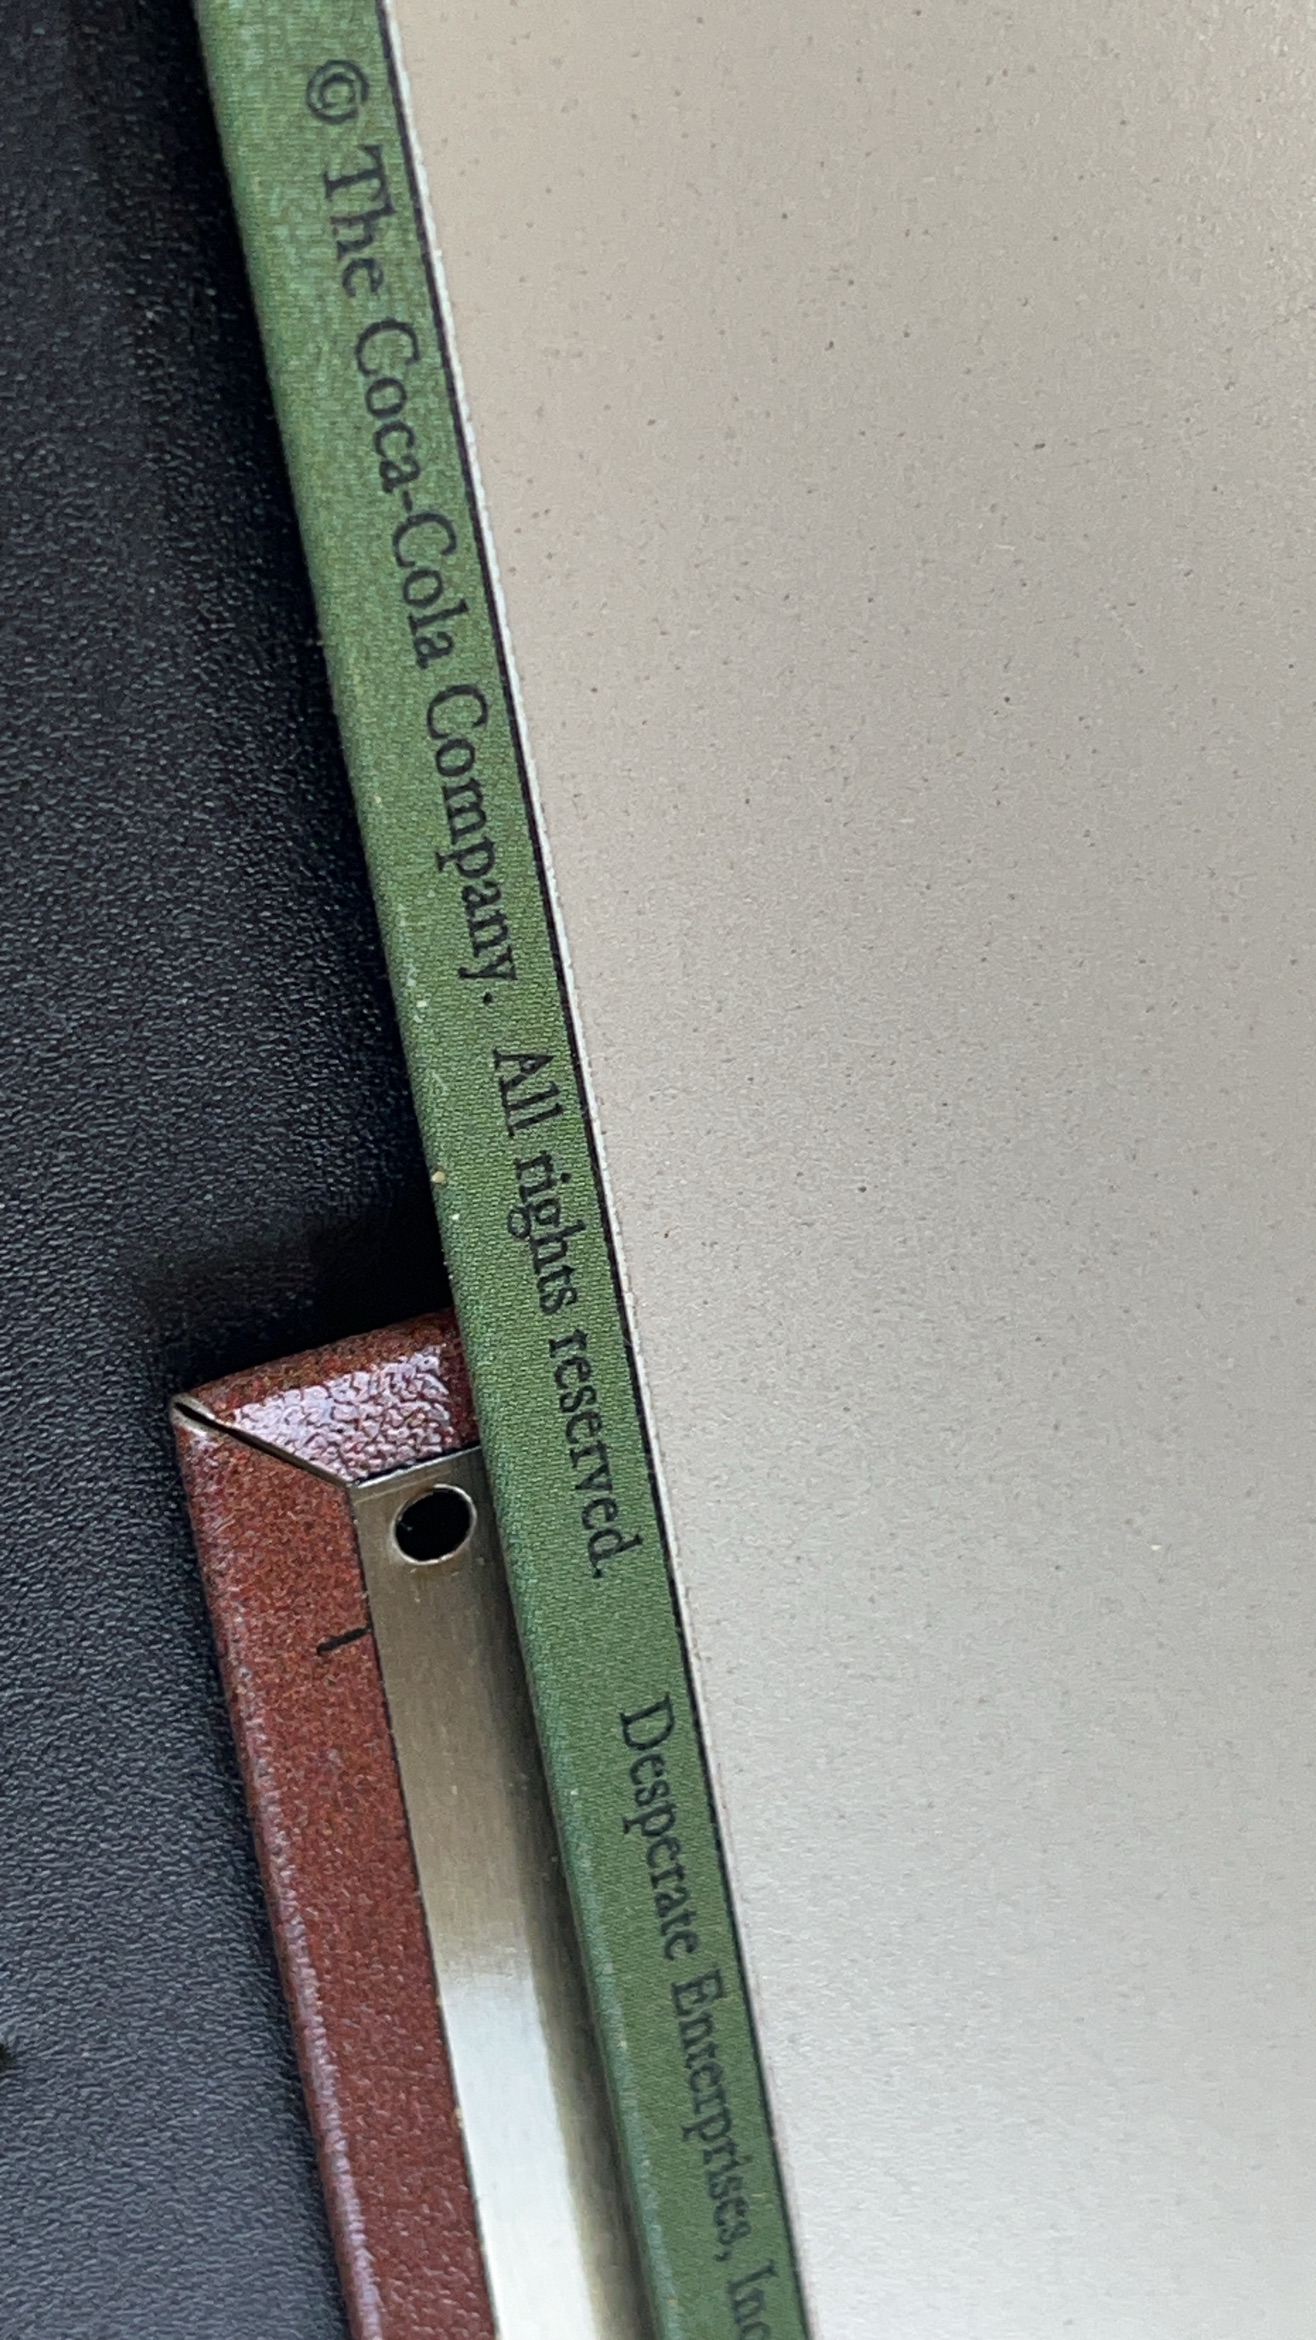 © The Coca-Cola Company. All rights reserved. Desperate Enterprises, Inc